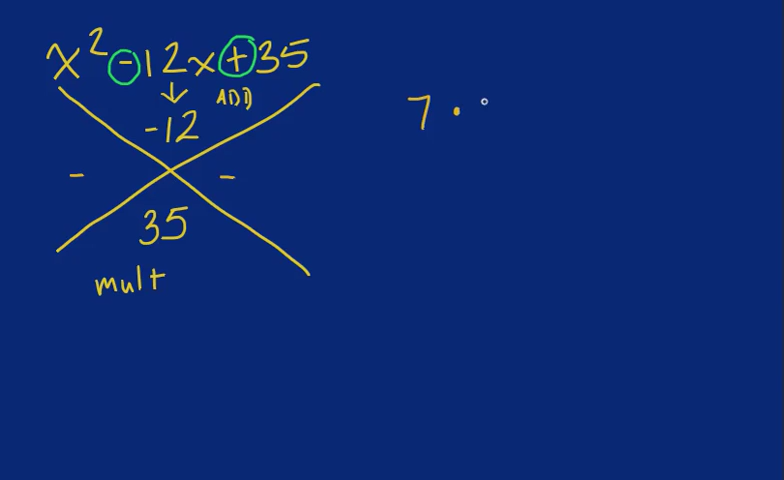 x² - 12x + 35
↓ ADD
-12
7 ·
- -
35
mult